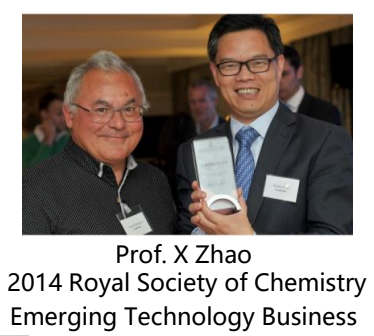 Prof. X Zhao
2014 Royal Society of Chemistry
Emerging Technology Business